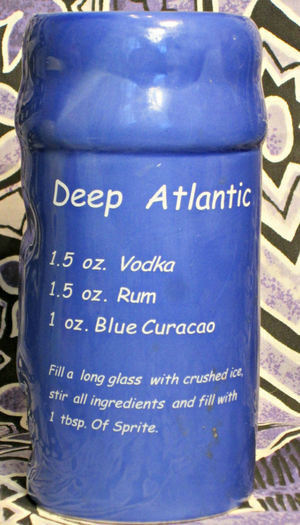 Deep Atlantic
1.5 oz. Vodka
1.5 oz. Rum
1 oz. Blue Curacao
Fill a long glass with crushed ice,
stir all ingredients and fill with
1 tbsp. Of Sprite.